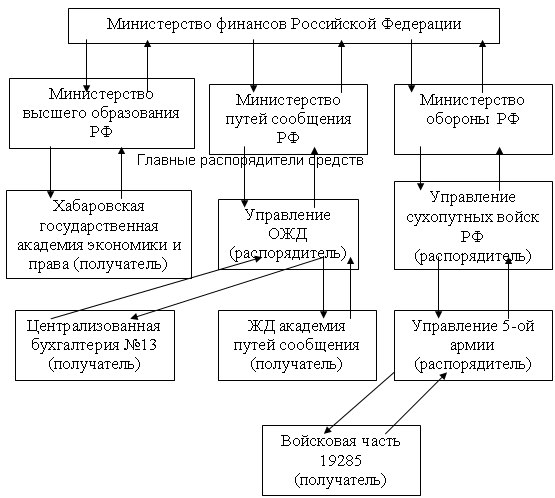 Министерство финансов Российской Федерации
Министерство
высшего образования
РФ
Министерство
путей сообщения
РФ
Министерство
обороны РФ
Главные распорядители средств
Хабаровская
государственная
академия экономики и
права (получатель)
Управление
ОЖД
(распорядитель)
Управление
сухопутных войск
РФ
(распорядитель)
Централизованная
бухгалтерия №13
(получатель)
ЖД академия
путей сообщения
(получатель)
Управление 5-ой
армии
(распорядитель)
Войсковая часть
19285
(получатель)